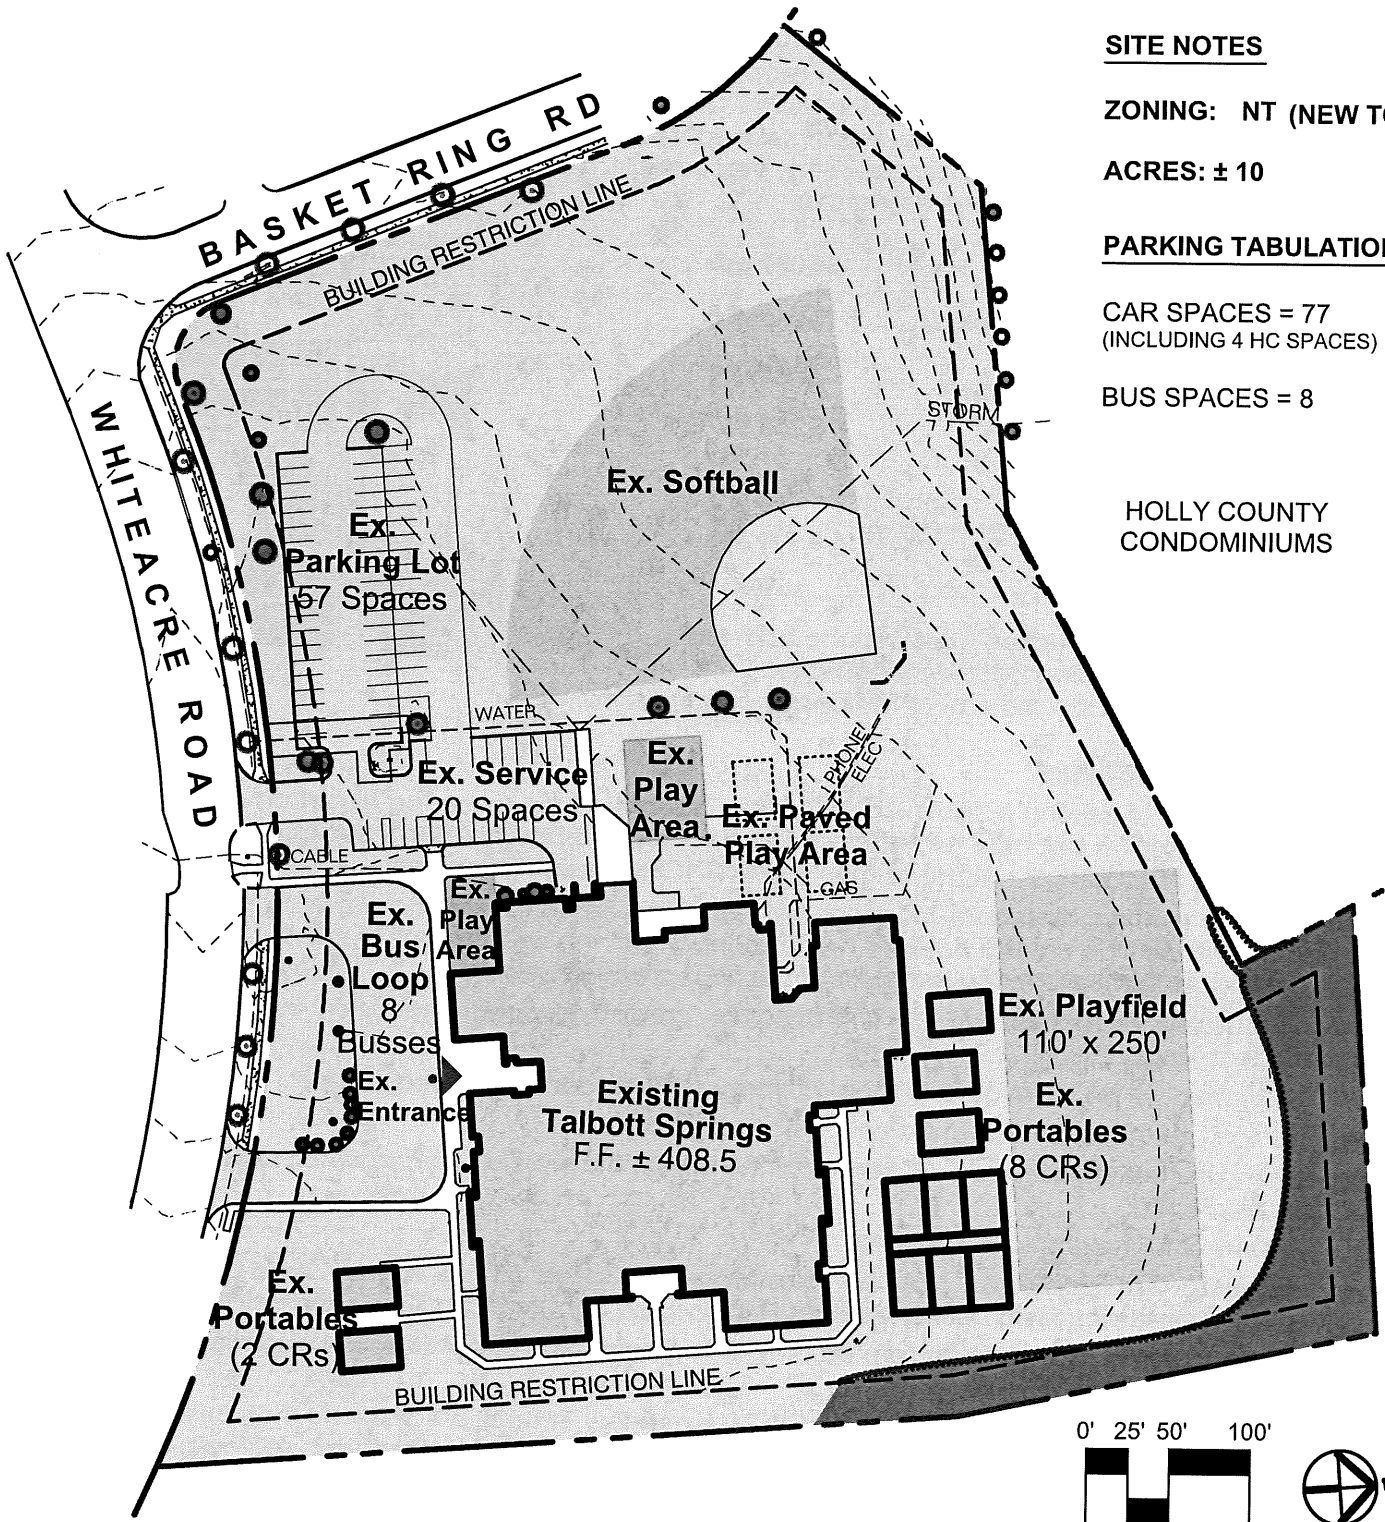 SITE NOTES
ZONING: NT (NEW TO
ACRES: ± 10
PARKING TABULATION
CAR SPACES = 77
(INCLUDING 4 HC SPACES)
BUS SPACES = 8
HOLLY COUNTY
CONDOMINIUMS
BASKET RING RD
BUILDING RESTRICTION LINE
WHITEACRE ROAD
STORM
Ex. Softball
Ex.
Parking Lot
57 Spaces
WATER
Ex. Service
20 Spaces
Ex.
Play
Area
PHONE/
ELEC
Ex. Paved
Play Area
GAS
CABLE
Ex.
Play
Area
Ex.
Bus
Loop
8
Busses
Ex.
Entrance
Existing
Talbott Springs
F.F. ± 408.5
Ex. Playfield
110' x 250'
Ex.
Portables
(8 CRs)
Ex.
Portables
(2 CRs)
BUILDING RESTRICTION LINE
0' 25' 50' 100'